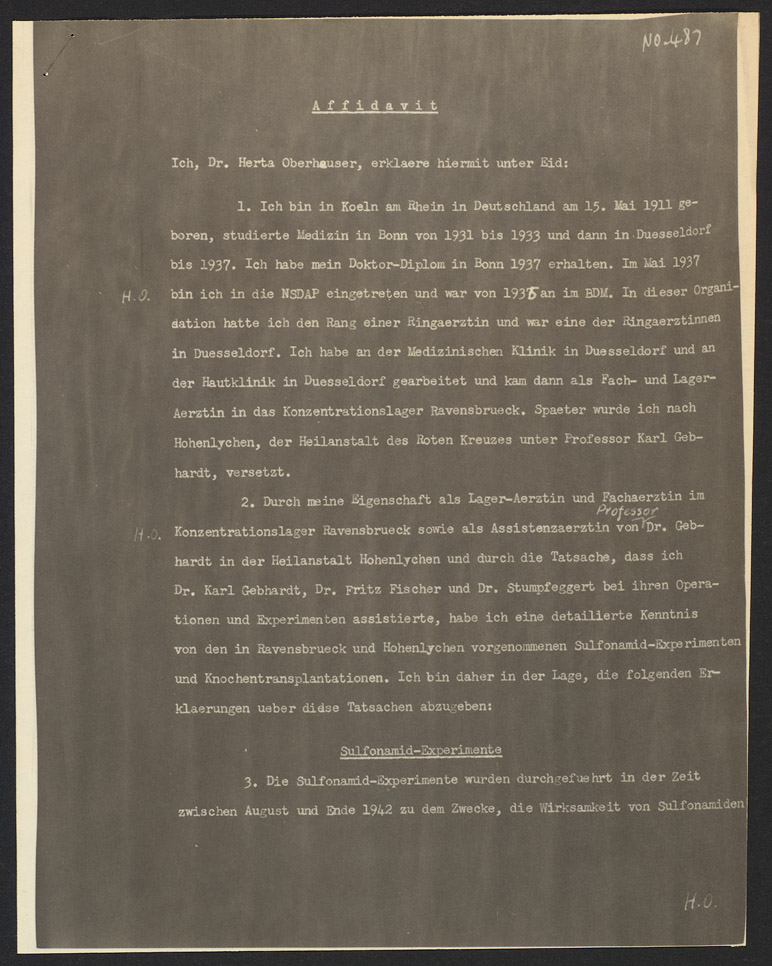 NO-487
Affidavit
Ich, Dr. Herta Oberhauser, erklaere hiermit unter Eid:
1. Ich bin in Koeln am Rhein in Deutschland am 15. Mai 1911 ge-
boren, studierte Medizin in Bonn von 1931 bis 1933 und dann in Duesseldorf
bis 1937. Ich habe mein Doktor-Diplom in Bonn 1937 erhalten. Im Mai 1937
H.O. bin ich in die NSDAP eingetreten und war von 1935 an im BDM. In dieser Organi-
sation hatte ich den Rang einer Ringaerztin und war eine der Ringaerztinnen
in Duesseldorf. Ich habe an der Medizinischen Klinik in Duesseldorf und an
der Hautklinik in Duesseldorf gearbeitet und kam dann als Fach- und Lager-
Aerztin in das Konzentrationslager Ravensbrueck. Spaeter wurde ich nach
Hohenlychen, der Heilanstalt des Roten Kreuzes unter Professor Karl Geb-
hardt, versetzt.
2. Durch meine Eigenschaft als Lager-Aerztin und Fachaerztin im
Professor
H.O. Konzentrationslager Ravensbrueck sowie als Assistenzaerztin von Dr. Geb-
hardt in der Heilanstalt Hohenlychen und durch die Tatsache, dass ich
Dr. Karl Gebhardt, Dr. Fritz Fischer und Dr. Stumpfeggert bei ihren Opera-
tionen und Experimenten assistierte, habe ich eine detailierte Kenntnis
von den in Ravensbrueck und Hohenlychen vorgenommenen Sulfonamid-Experimenten
und Knochentransplantationen. Ich bin daher in der Lage, die folgenden Er-
klaerungen ueber diese Tatsachen abzugeben:
Sulfonamid-Experimente
3. Die Sulfonamid-Experimente wurden durchgefuehrt in der Zeit
zwischen August und Ende 1942 zu dem Zwecke, die Wirksamkeit von Sulfonamiden
H.O.